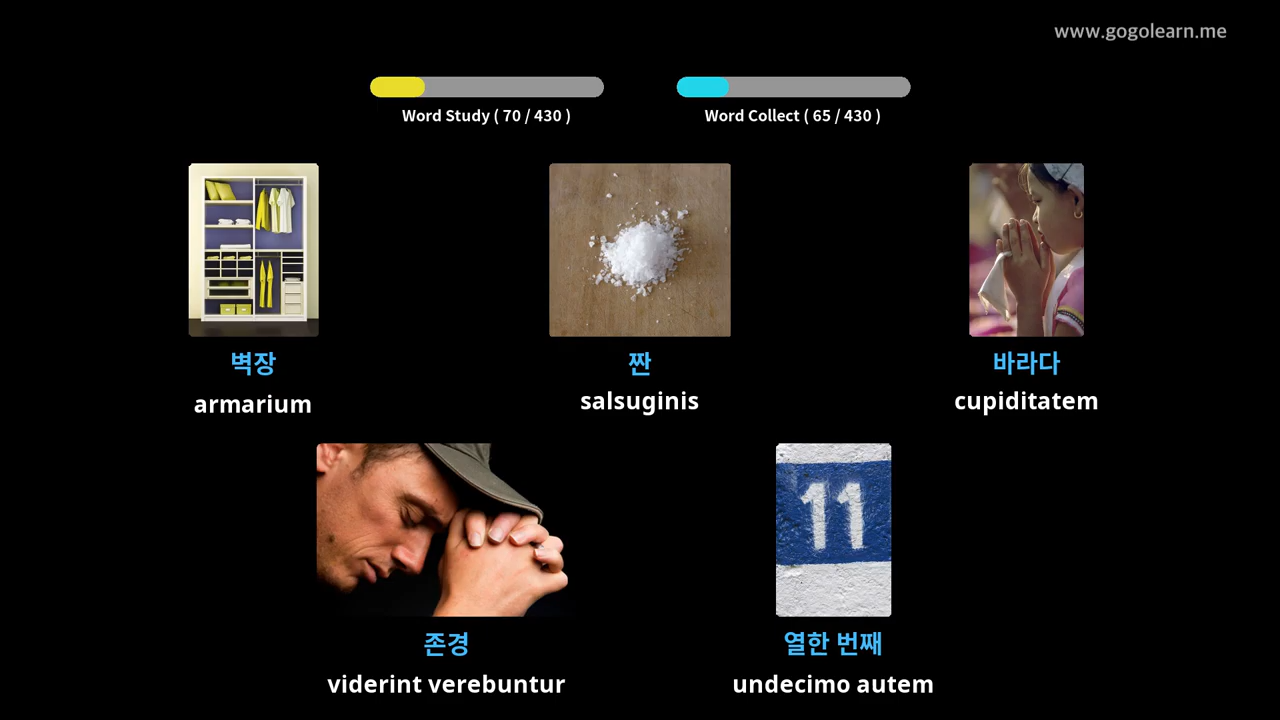 www.gogolearn.me
Word Study ( 70 / 430 )
Word Collect ( 65 / 430 )
벽장
armarium
짠
salsuginis
바라다
cupiditatem
존경
viderint verebuntur
11
열한 번째
undecimo autem